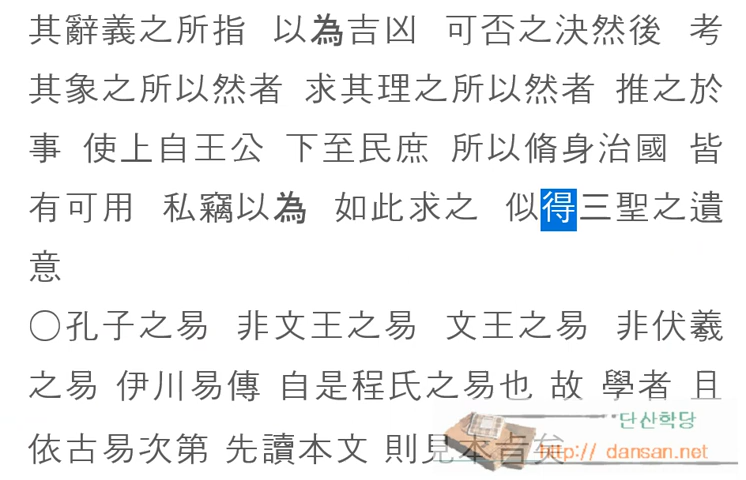 其辭義之所指 以為吉凶 可否之決然後 考
其象之所以然者 求其理之所以然者 推之於
事 使上自王公 下至民庶 所以脩身治國 皆
有可用 私竊以為 如此求之 似得三聖之遺
意
〇孔子之易 非文王之易 文王之易 非伏羲
之易 伊川易傳 自是程氏之易也 故 學者 且
依古易次第 先讀本文 則見本旨矣
단산학당
http:// dansan.net